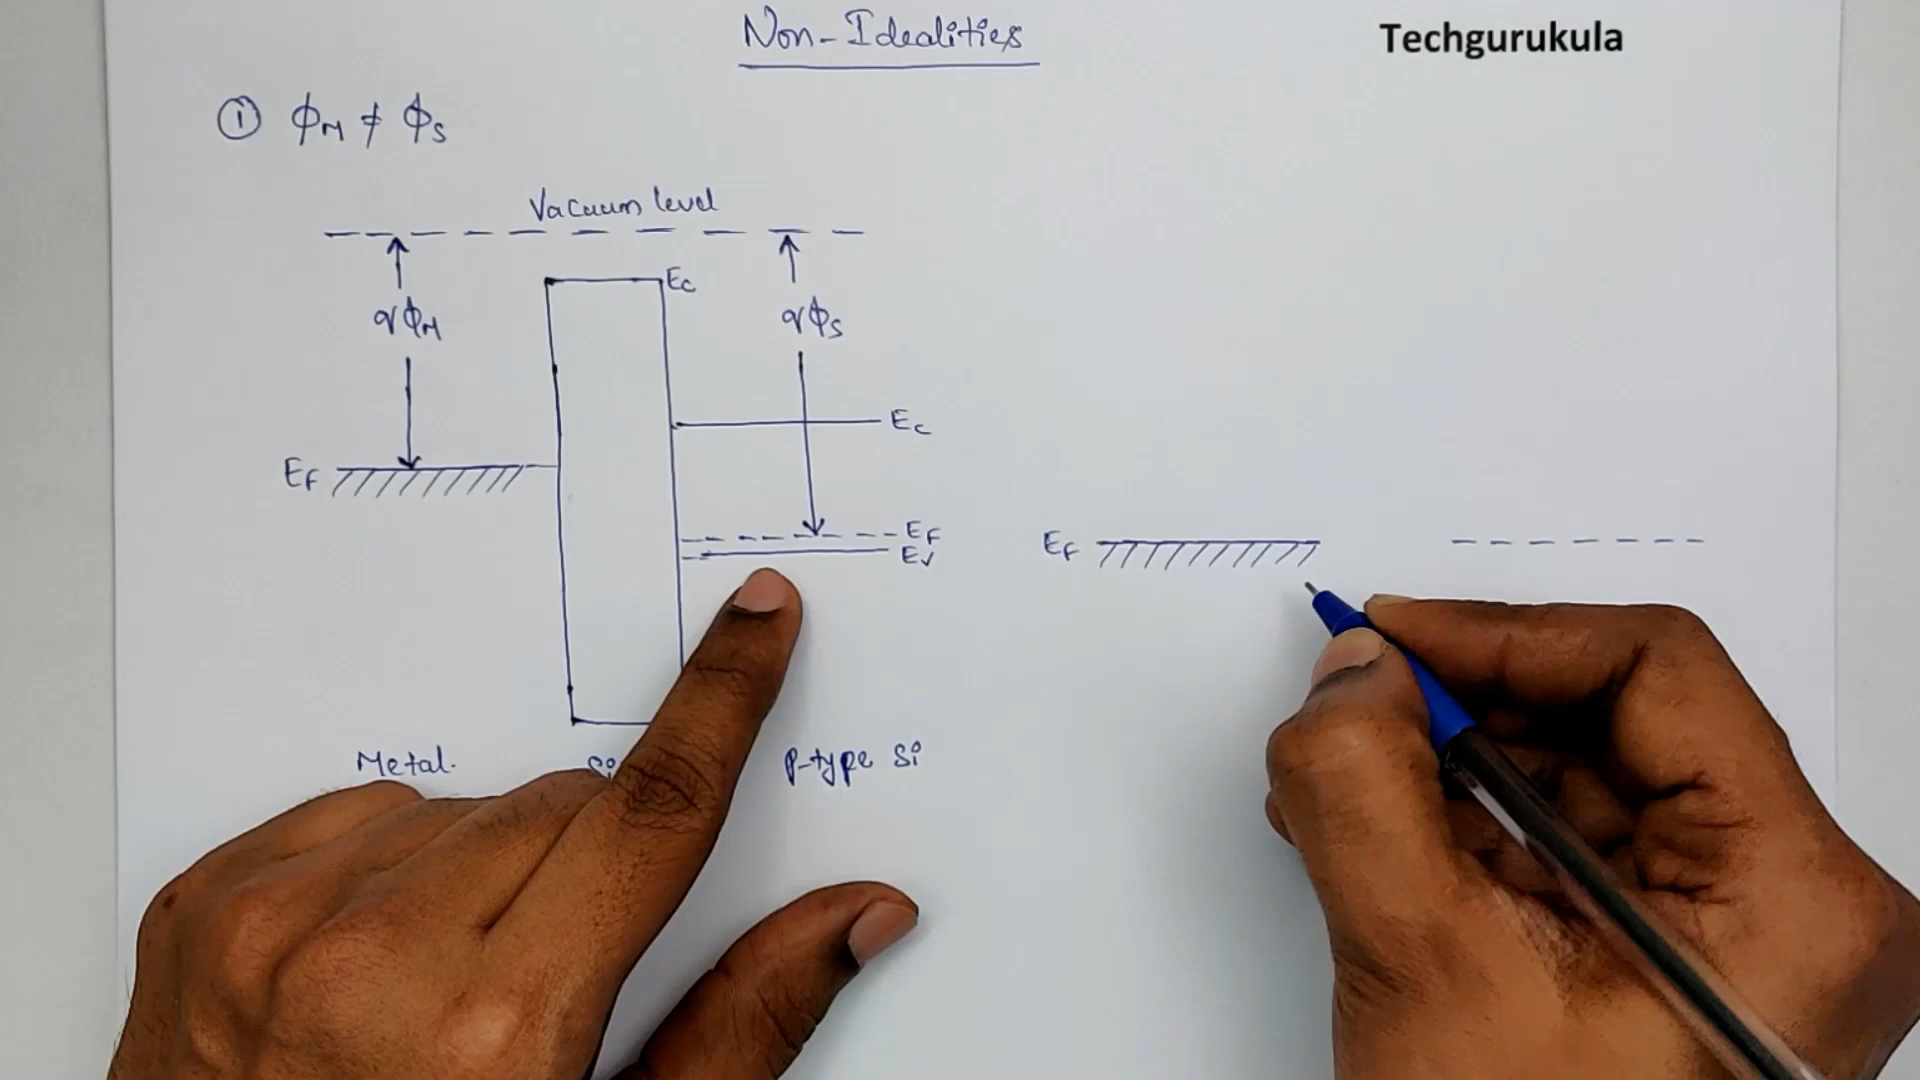 Non-Idealities
Techgurukula
① ϕM ≠ ϕS
Vacuum level
Ec
qϕM
qϕS
Ec
EF
EF
Ev
EF
Metal.
Si
P-type Si